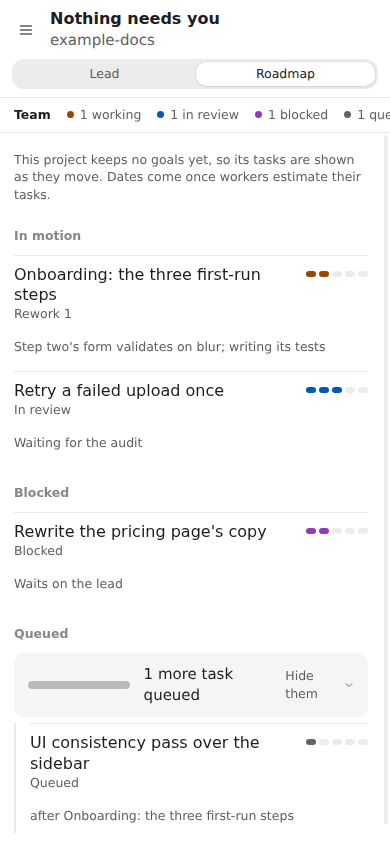 Nothing needs you
example-docs
Lead
Roadmap
Team
1 working
1 in review
1 blocked
1 que
This project keeps no goals yet, so its tasks are shown
as they move. Dates come once workers estimate their
tasks.
In motion
Onboarding: the three first-run
steps
Rework 1
Step two's form validates on blur; writing its tests
Retry a failed upload once
In review
Waiting for the audit
Blocked
Rewrite the pricing page's copy
Blocked
Waits on the lead
Queued
1 more task
queued
Hide
them
UI consistency pass over the
sidebar
Queued
after Onboarding: the three first-run steps